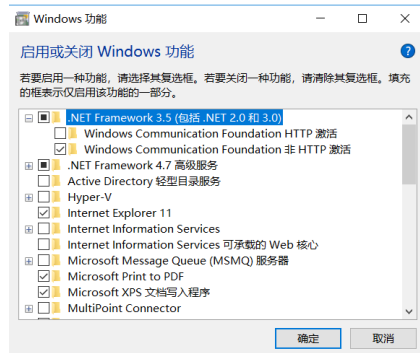 Windows 功能
启用或关闭 Windows 功能
若要启用一种功能，请选择其复选框。若要关闭一种功能，请清除其复选框。填充
的框表示仅启用该功能的一部分。
.NET Framework 3.5 (包括 .NET 2.0 和 3.0)
Windows Communication Foundation HTTP 激活
Windows Communication Foundation 非 HTTP 激活
.NET Framework 4.7 高级服务
Active Directory 轻型目录服务
Hyper-V
Internet Explorer 11
Internet Information Services
Internet Information Services 可承载的 Web 核心
Microsoft Message Queue (MSMQ) 服务器
Microsoft Print to PDF
Microsoft XPS 文档写入程序
MultiPoint Connector
确定
取消